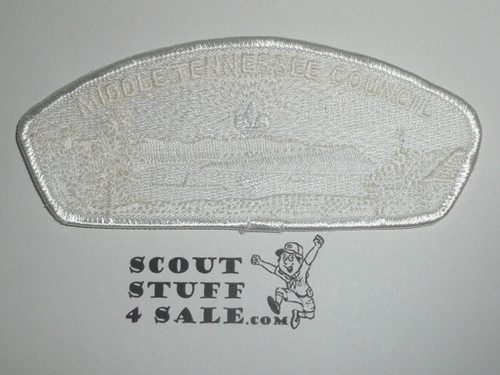 MIDDLE TENNESSEE COUNCIL
SCOUT
STUFF
4 SALE.COM